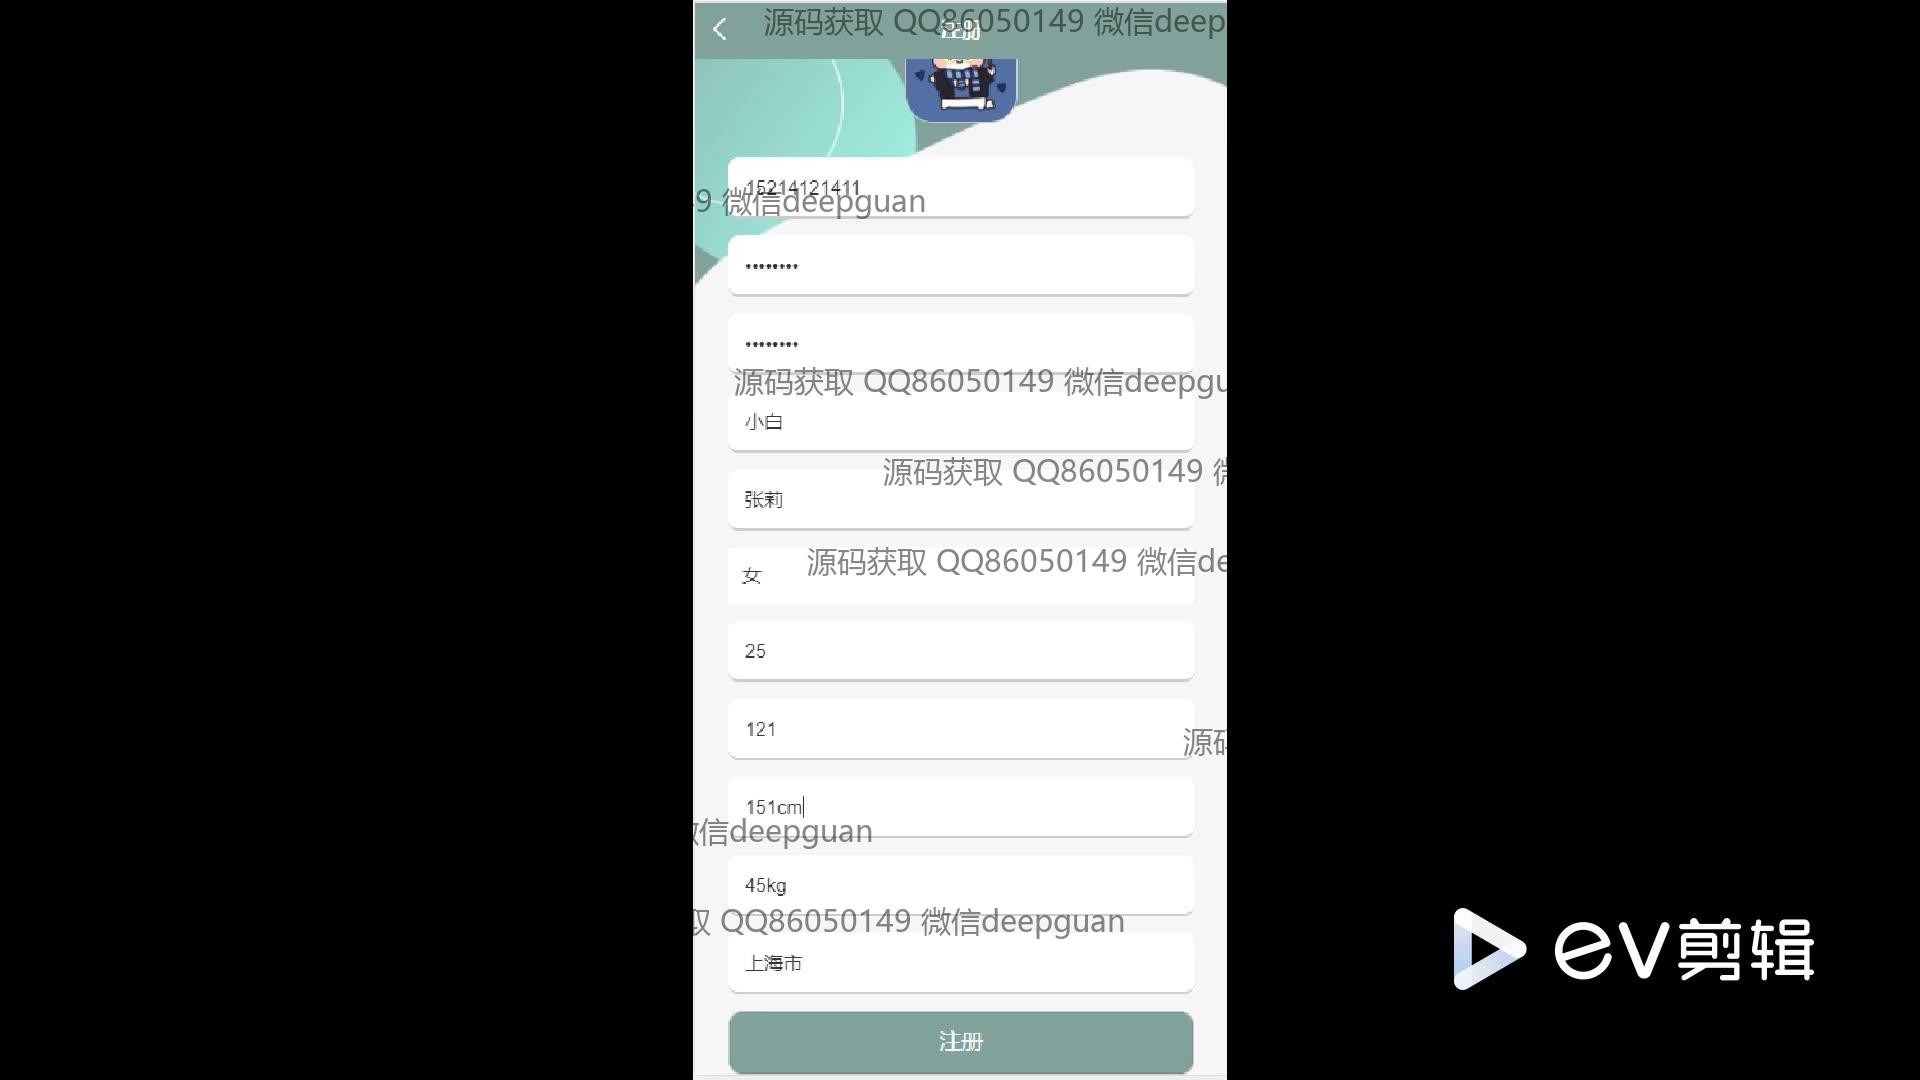 源码获取 QQ86050149 微信deep
注册
15214121411
9 微信deepguan
••••••••
••••••••
源码获取 QQ86050149 微信deepgu
小白
源码获取 QQ86050149 微
张莉
源码获取 QQ86050149 微信de
女
25
121
源码
151cm
微信deepguan
45kg
取 QQ86050149 微信deepguan
上海市
注册
ev剪辑